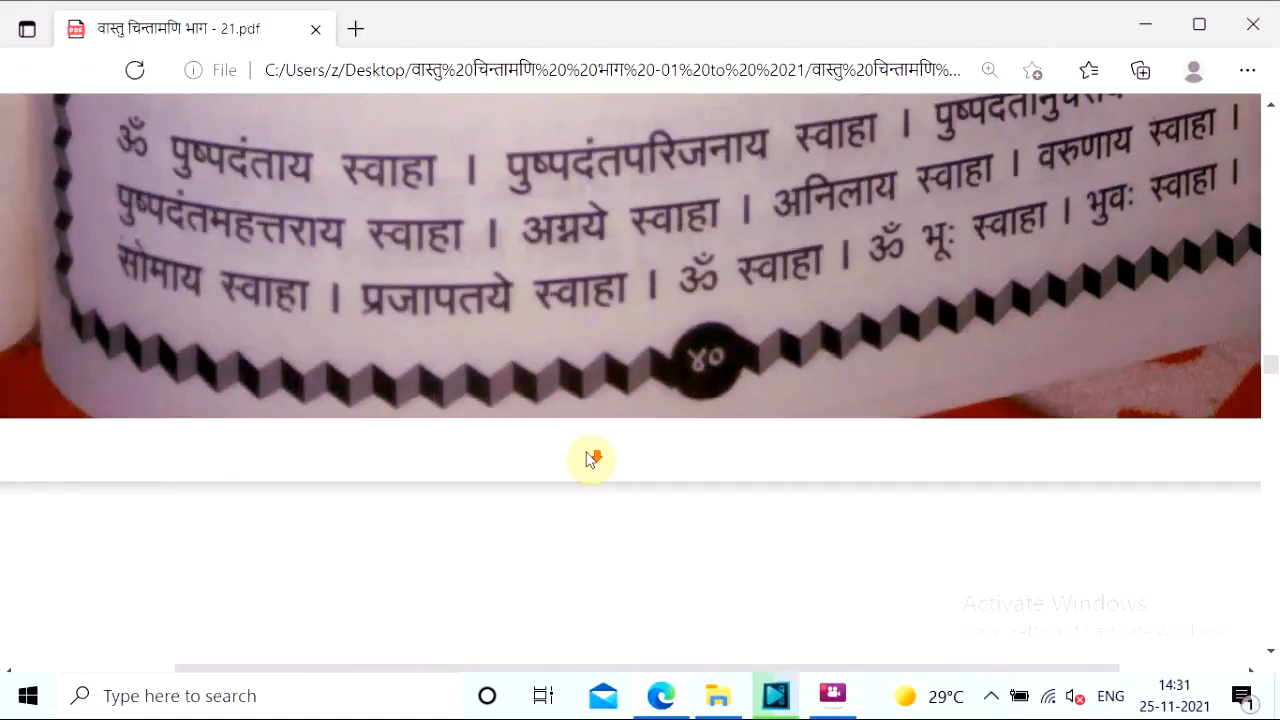 वास्तु चिन्तामणि भाग - 21.pdf
File C:/Users/z/Desktop/वास्तु%20चिन्तामणि%20%20भाग%20-01%20to%20%2021/वास्तु%20चिन्तामणि%...
ॐ पुष्पदंताय स्वाहा । पुष्पदंतपरिजनाय स्वाहा ।
पुष्पदंतमहत्तराय स्वाहा । अग्नये स्वाहा । अनिलाय स्वाहा । वरुणाय स्वाहा ।
सोमाय स्वाहा । प्रजापतये स्वाहा । ॐ स्वाहा । ॐ भूः स्वाहा । भुवः स्वाहा ।
४०
Activate Windows
Type here to search
29°C
ENG
14:31
25-11-2021
1